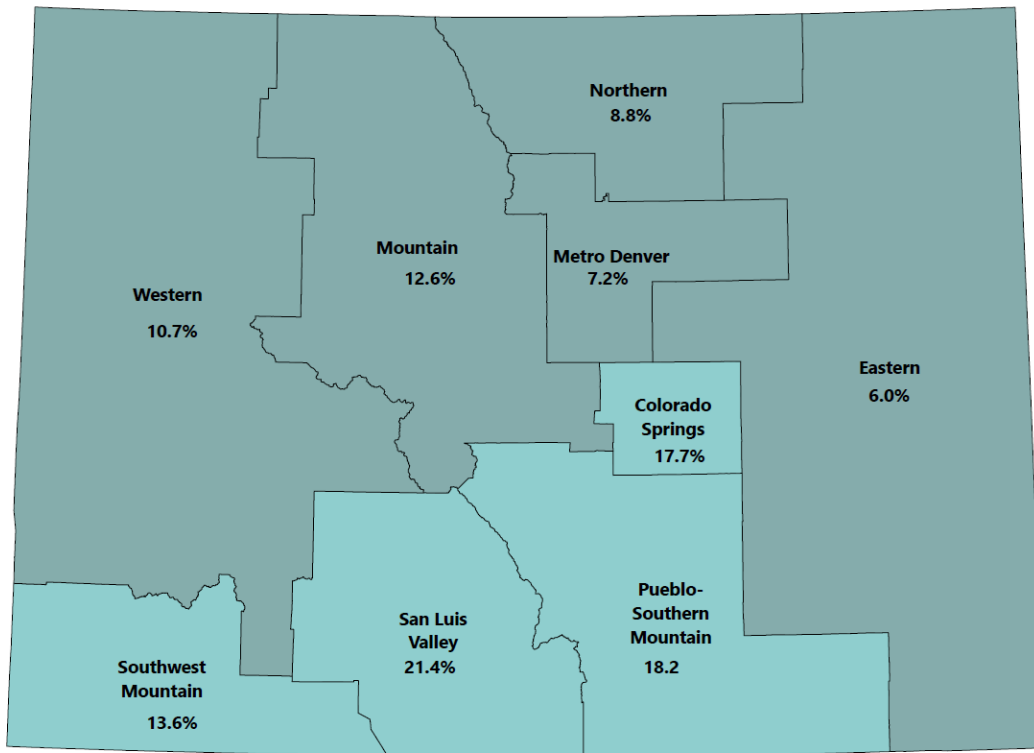 Northern
8.8%
Mountain
12.6%
Metro Denver
7.2%
Western
10.7%
Eastern
6.0%
Colorado
Springs
17.7%
Pueblo-
Southern
Mountain
18.2
San Luis
Valley
21.4%
Southwest
Mountain
13.6%